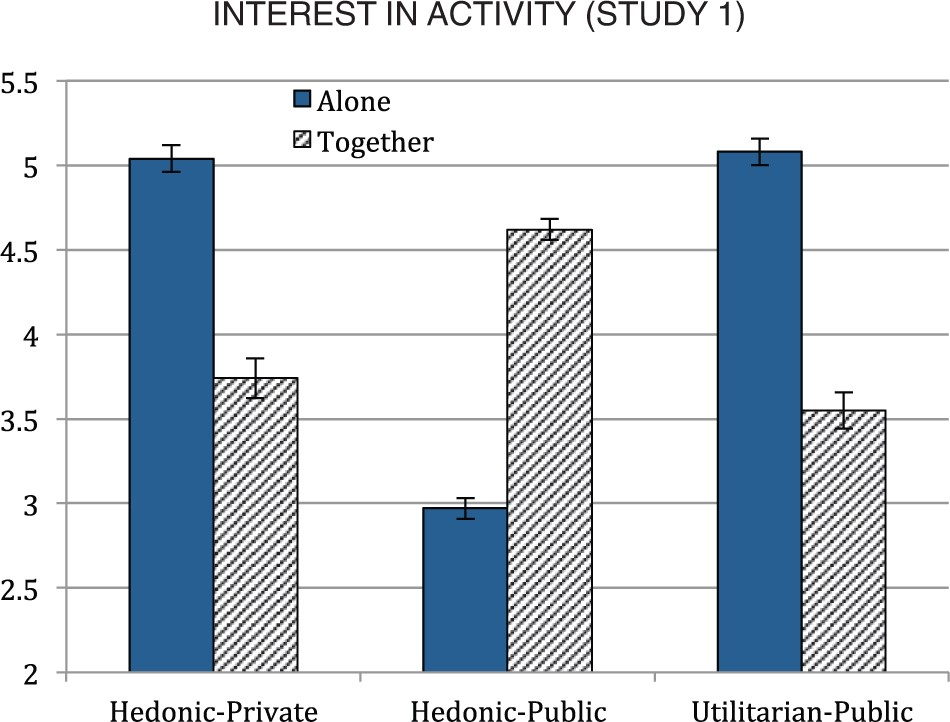 INTEREST IN ACTIVITY (STUDY 1)
5.5
Alone
Together
5
4.5
4
3.5
3
2.5
2
Hedonic-Private Hedonic-Public Utilitarian-Public